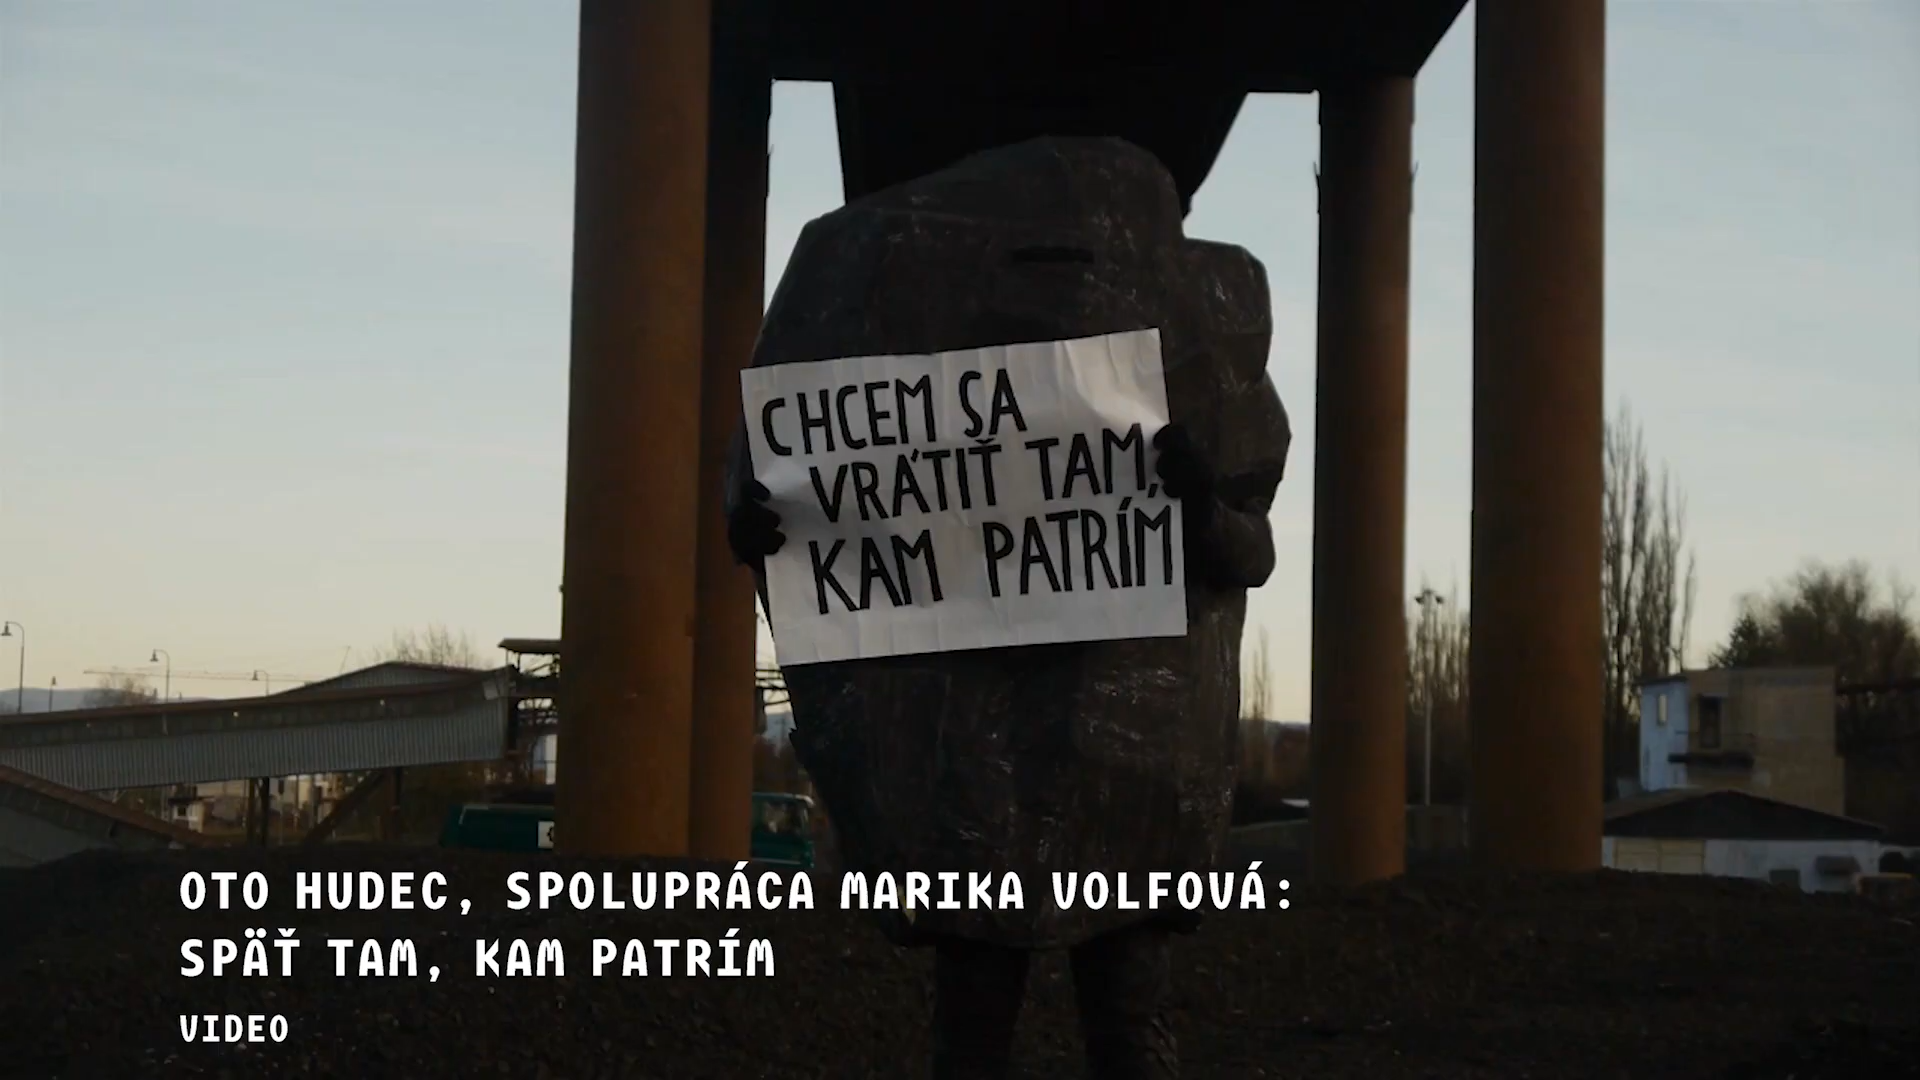 CHCEM SA
VRÁTIŤ TAM,
KAM PATRÍM
OTO HUDEC, SPOLUPRÁCA MARIKA VOLFOVÁ:
SPÄŤ TAM, KAM PATRÍM
VIDEO